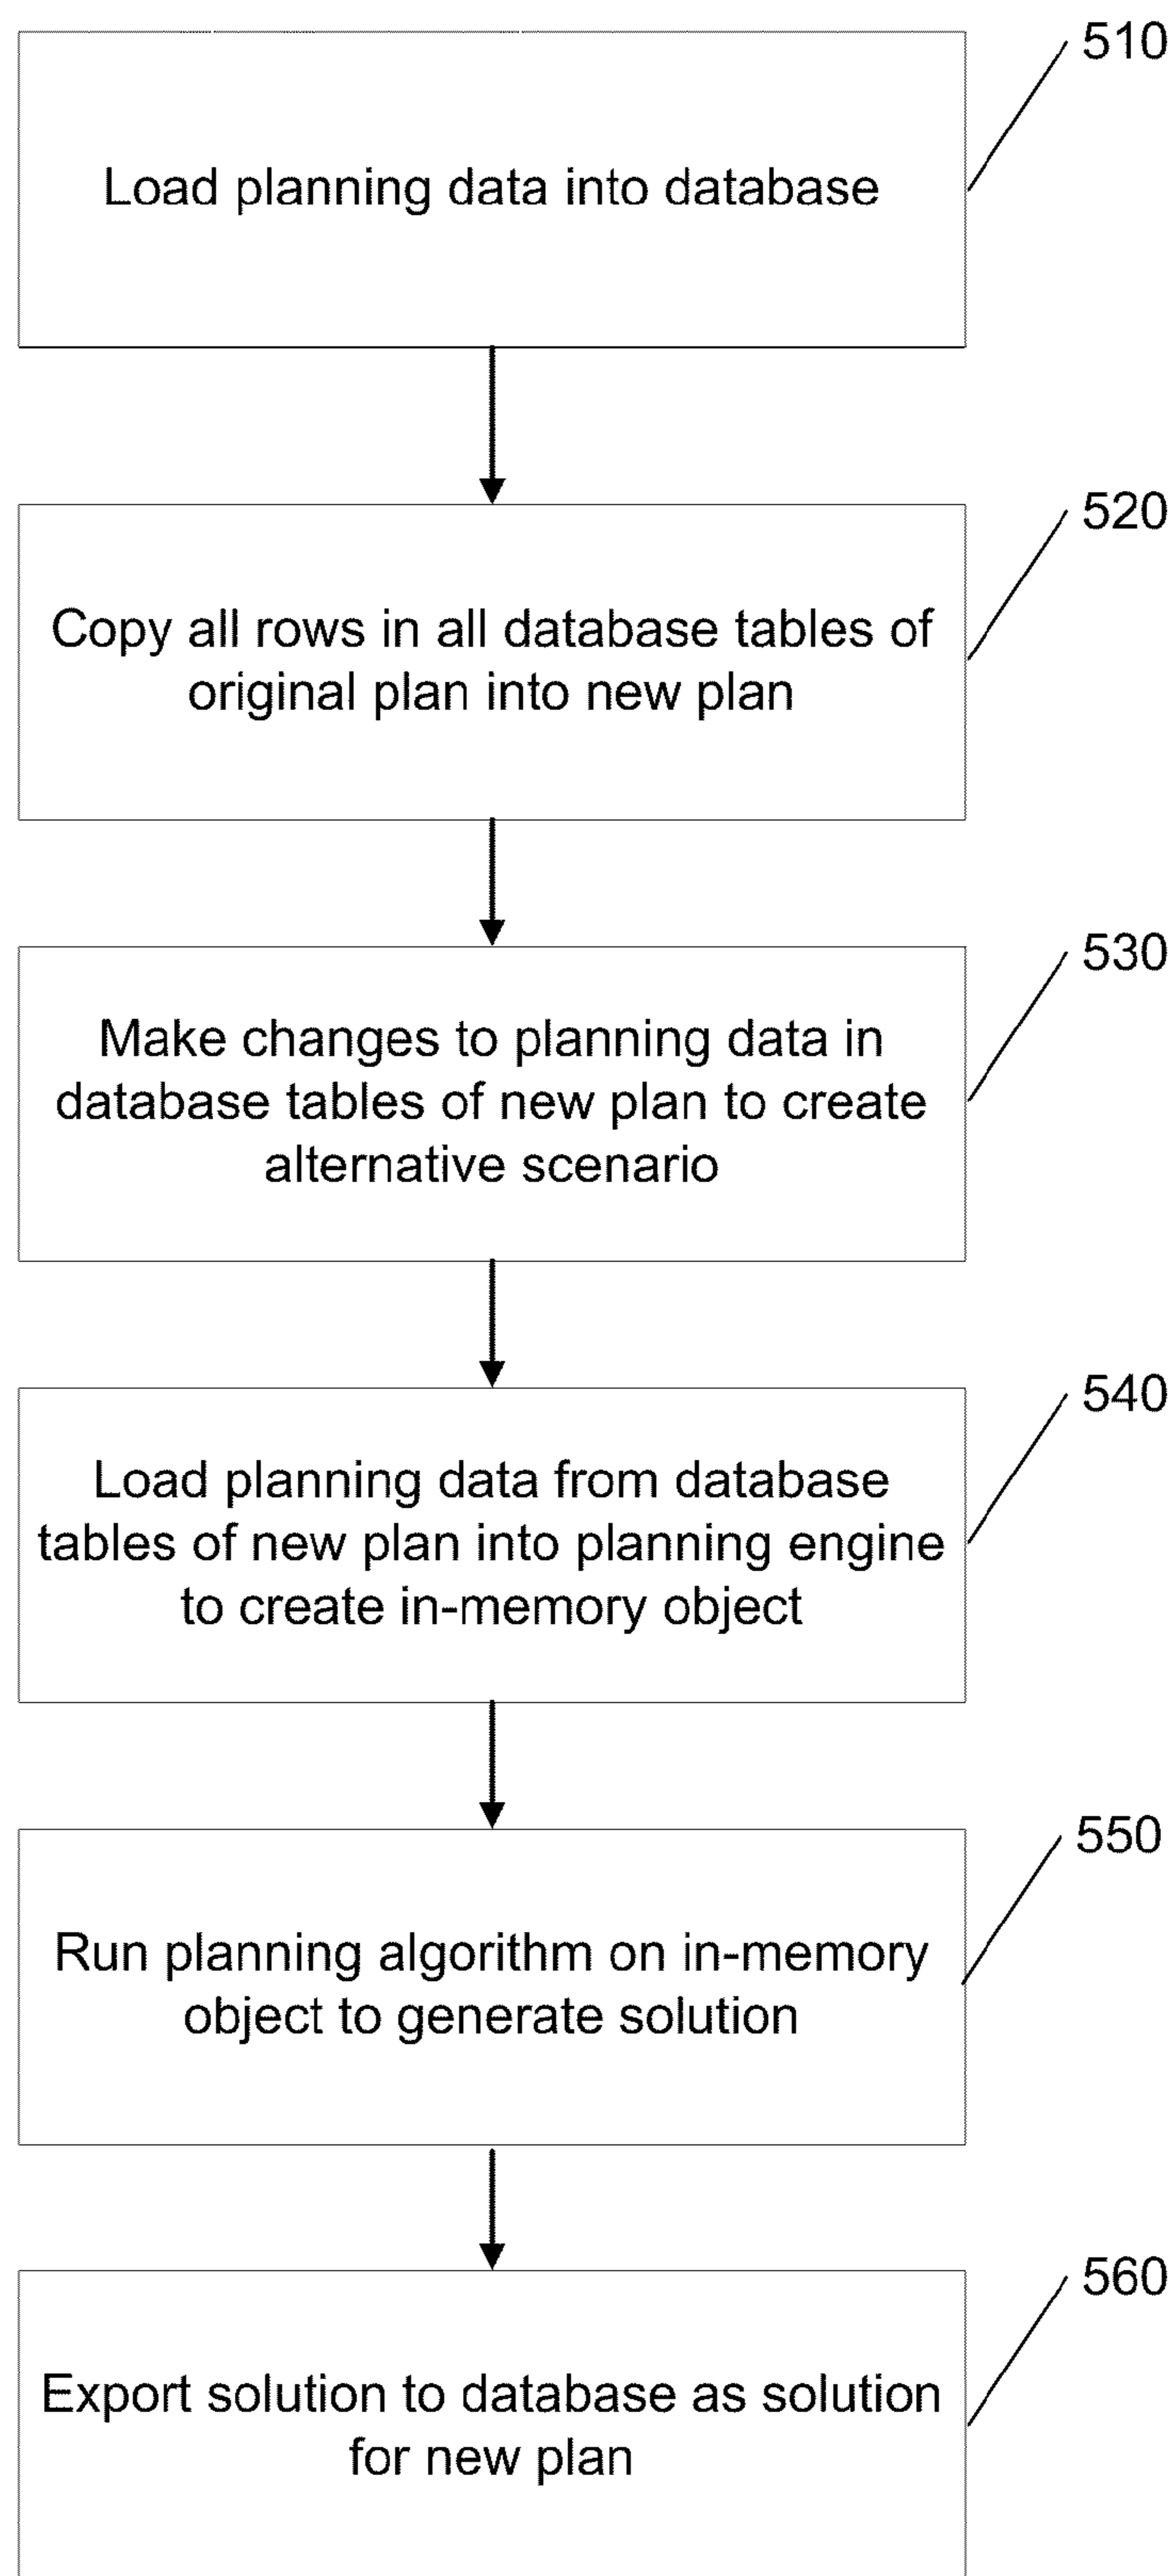 510
Load planning data into database
520
Copy all rows in all database tables of
original plan into new plan
530
Make changes to planning data in
database tables of new plan to create
alternative scenario
540
Load planning data from database
tables of new plan into planning engine
to create in-memory object
550
Run planning algorithm on in-memory
object to generate solution
560
Export solution to database as solution
for new plan